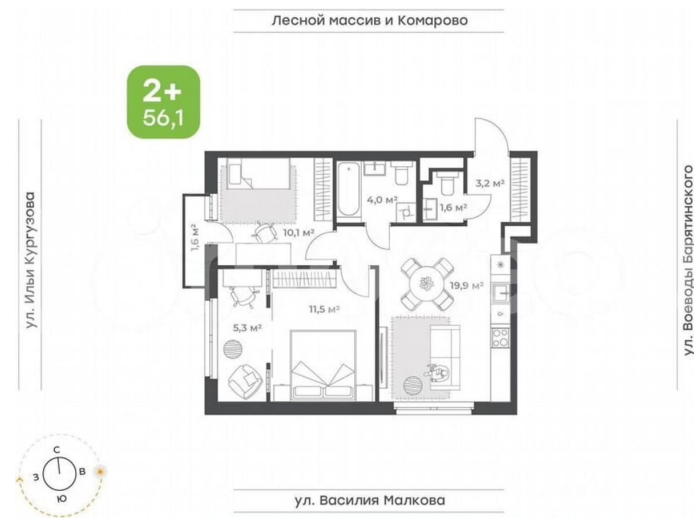 Лесной массив и Комарово
2+
56,1
ул. Ильи Кургузова
ул. Воеводы Барятинского
3,2 м²
4,0 м²
1,6 м²
10,1 м²
1,6 м²
19,9 м²
11,5 м²
5,3 м²
С
З
В
Ю
ул. Василия Малкова